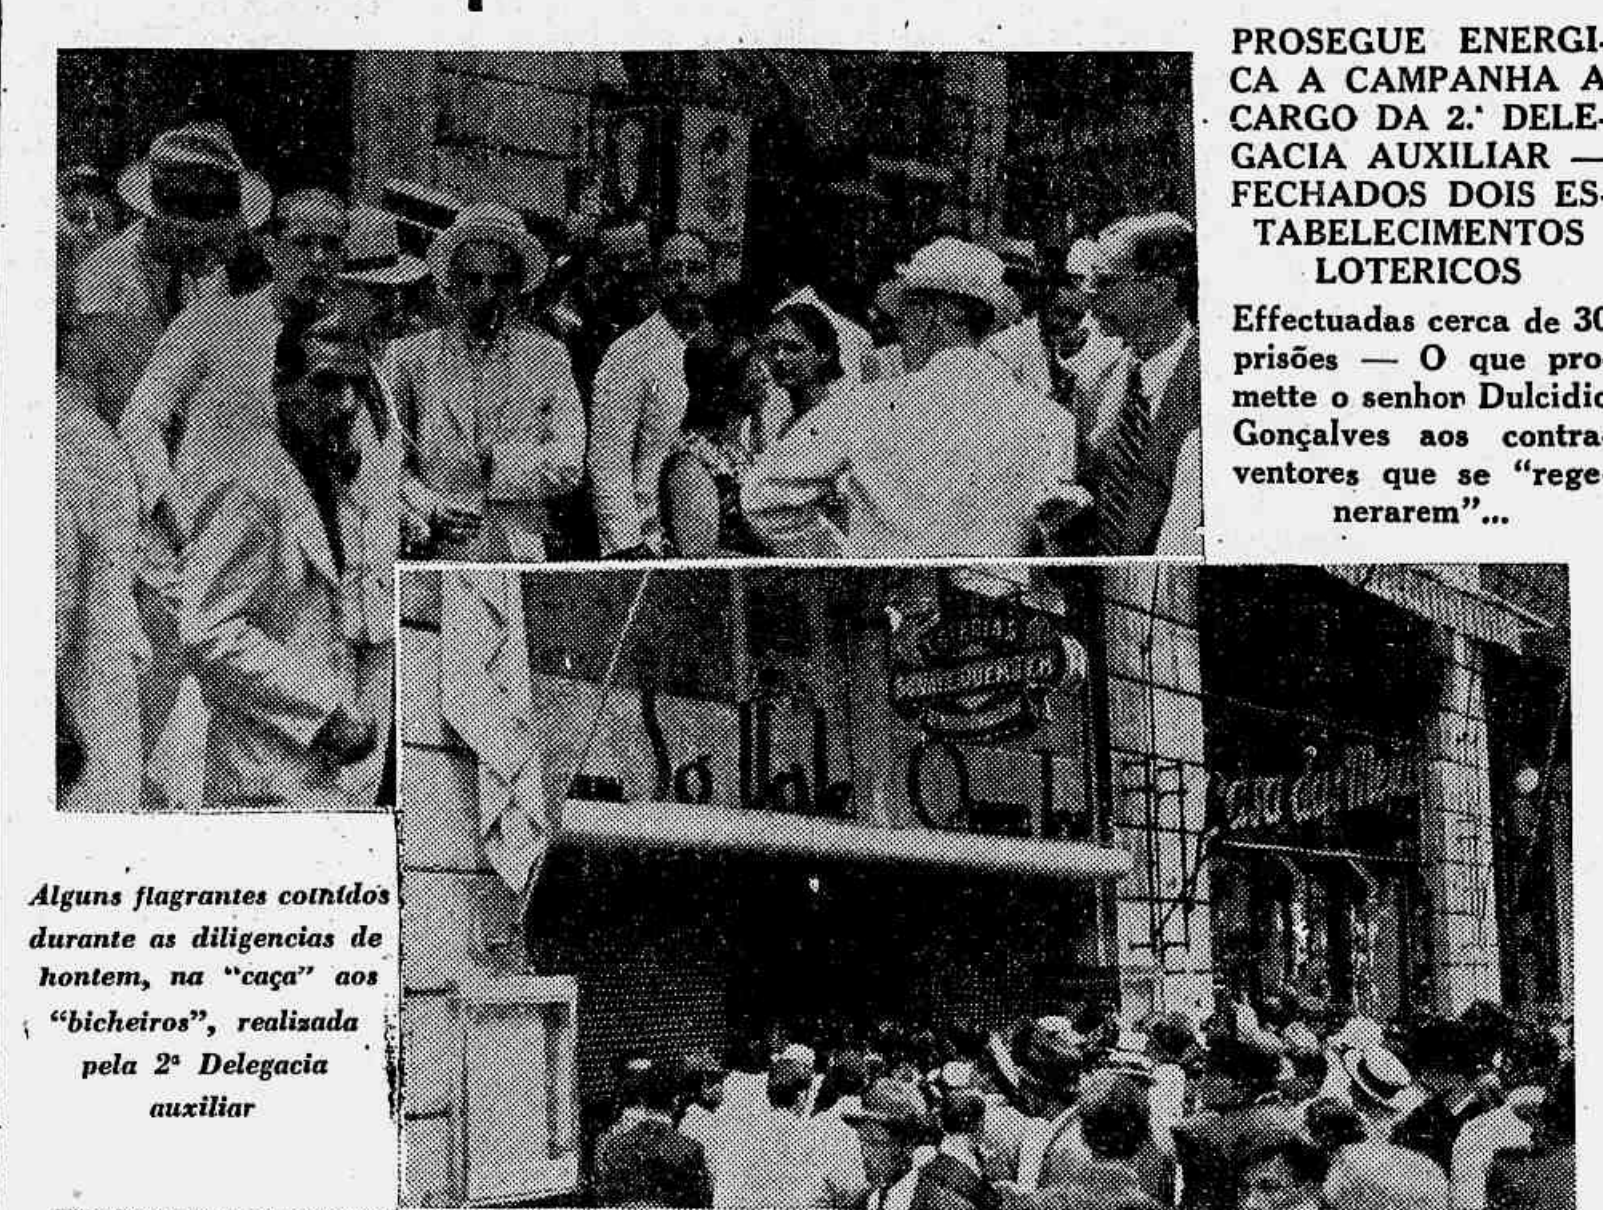 PROSEGUE ENERGI-
CA A CAMPANHA A
CARGO DA 2.ª DELE-
GACIA AUXILIAR —
FECHADOS DOIS ES-
TABELECIMENTOS
LOTERICOS
Effectuadas cerca de 30
prisões — O que pro-
mette o senhor Dulcidio
Gonçalves aos contra-
ventores que se "rege-
nerarem"...
Alguns flagrantes colhidos
durante as diligencias de
hontem, na "caça" aos
"bicheiros", realizada
pela 2ª Delegacia
auxiliar